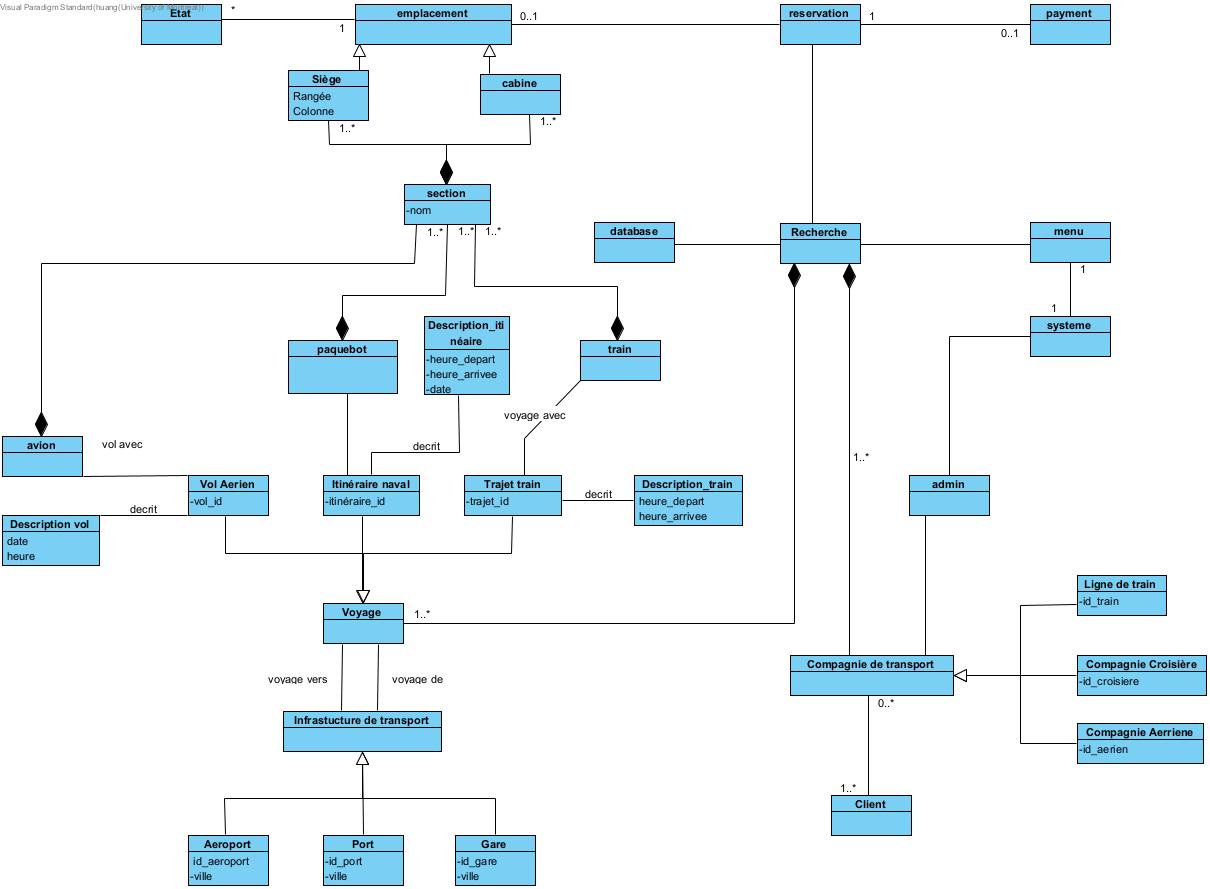 Visual Paradigm Standard(huang(University of Montreal))
Etat
*
1
emplacement
0..1
reservation
1
0..1
payment
Siège
Rangée
Colonne
1..*
cabine
1..*
section
-nom
1..*
1..*
1..*
database
Recherche
menu
1
1
systeme
paquebot
Description_iti
néaire
-heure_depart
-heure_arrivee
-date
train
voyage avec
avion
vol avec
decrit
1..*
Vol Aerien
-vol_id
Itinéraire naval
-itinéraire_id
Trajet train
-trajet_id
decrit
Description_train
heure_depart
heure_arrivee
admin
decrit
Description vol
date
heure
Voyage
1..*
Ligne de train
-id_train
Compagnie de transport
Compagnie Croisière
-id_croisiere
voyage vers
voyage de
0..*
Infrastucture de transport
Compagnie Aerriene
-id_aerien
1..*
Client
Aeroport
id_aeroport
-ville
Port
-id_port
-ville
Gare
-id_gare
-ville